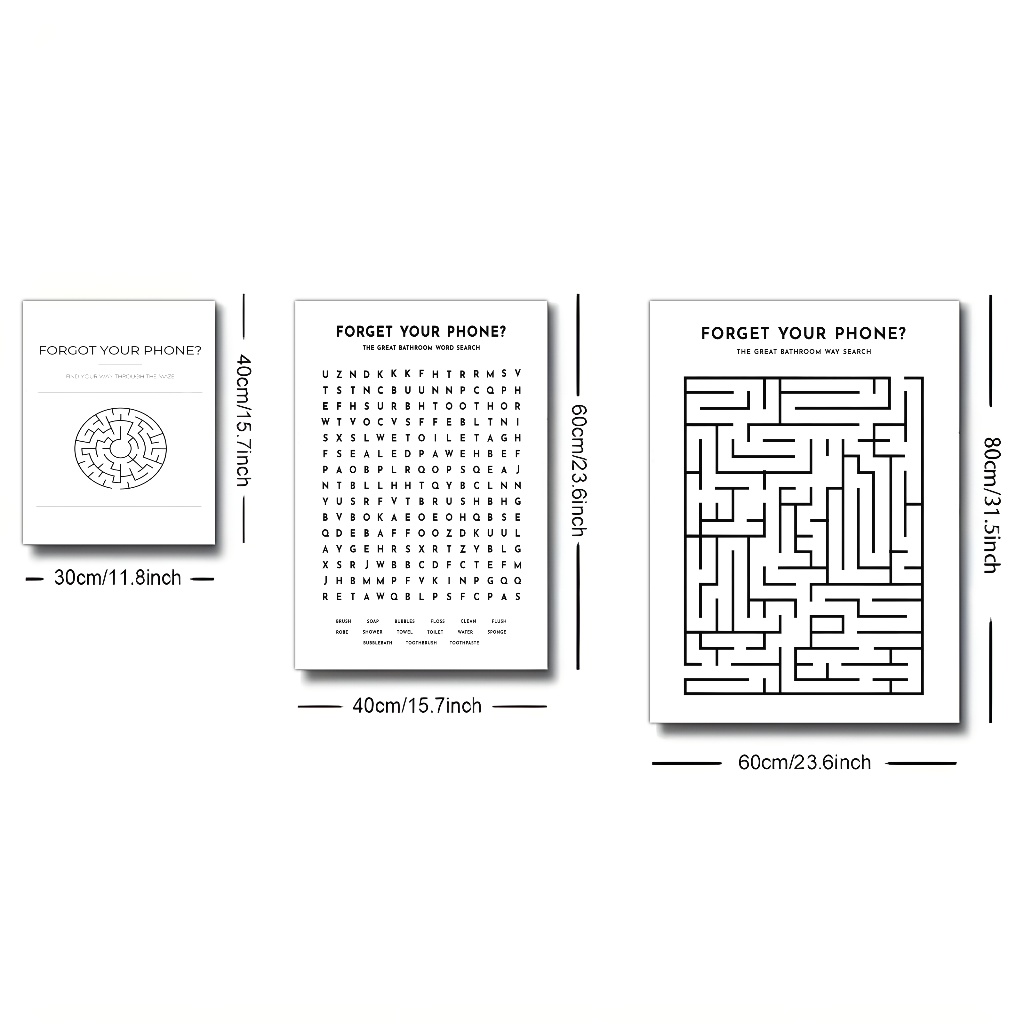 FORGOT YOUR PHONE?
FIND YOUR WAY THROUGH THE MAZE
40cm/15.7inch
30cm/11.8inch
FORGET YOUR PHONE?
THE GREAT BATHROOM WORD SEARCH
U Z N D K K K F H T R R M S V
T S T N C B U U N N P C Q P H
E F H S U R B H T O O T H O R
W T V O C V S F F E B L T N I
S X S L W E T O I L E T A G H
F S E A L E D P A W E H B E F
P A O B P L R Q O P S Q E A J
N T B L L H H T Q Y B C L N N
Y U S R F V T B R U S H B H G
B V B O K A E O E O H Q B S E
Q D E B A F F O O Z D K U U L
A Y G E H R S X R T Z Y B L G
X S R J W B B C D F C T E F M
J H B M M P F V K I N P G Q Q
R E T A W Q B L P S F C P A S
BRUSH SOAP BUBBLES FLOSS CLEAN FLUSH
ROBE SHOWER TOWEL TOILET WATER SPONGE
BUBBLEBATH TOOTHBRUSH TOOTHPASTE
60cm/23.6inch
40cm/15.7inch
FORGET YOUR PHONE?
THE GREAT BATHROOM WAY SEARCH
80cm/31.5inch
60cm/23.6inch